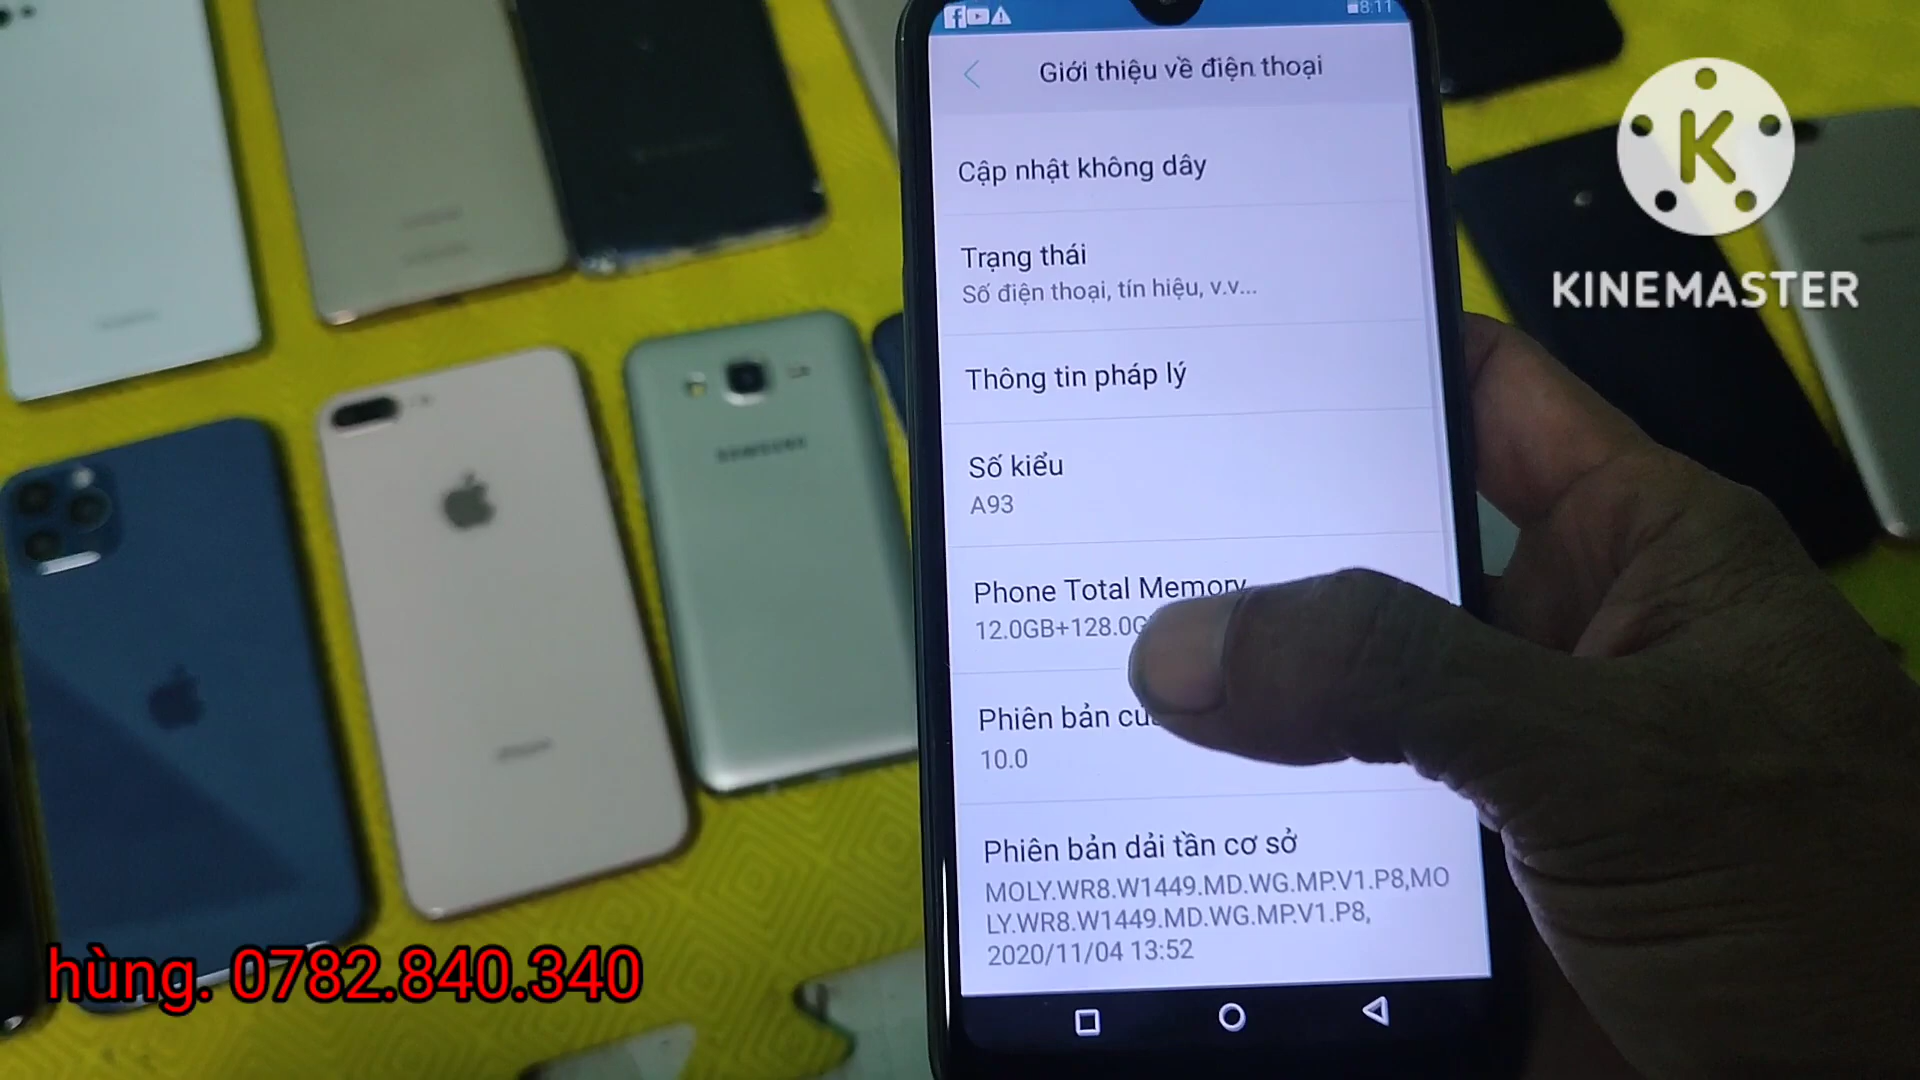 8:11
Giới thiệu về điện thoại
Cập nhật không dây
Trạng thái
Số điện thoại, tín hiệu, v.v...
Thông tin pháp lý
Số kiểu
A93
Phone Total Memory
12.0GB+128.0G
Phiên bản
10.0
Phiên bản dải tần cơ sở
MOLY.WR8.W1449.MD.WG.MP.V1.P8,MO
LY.WR8.W1449.MD.WG.MP.V1.P8,
2020/11/04 13:52
K
KINEMASTER
SAMSUNG
hùng. 0782.840.340